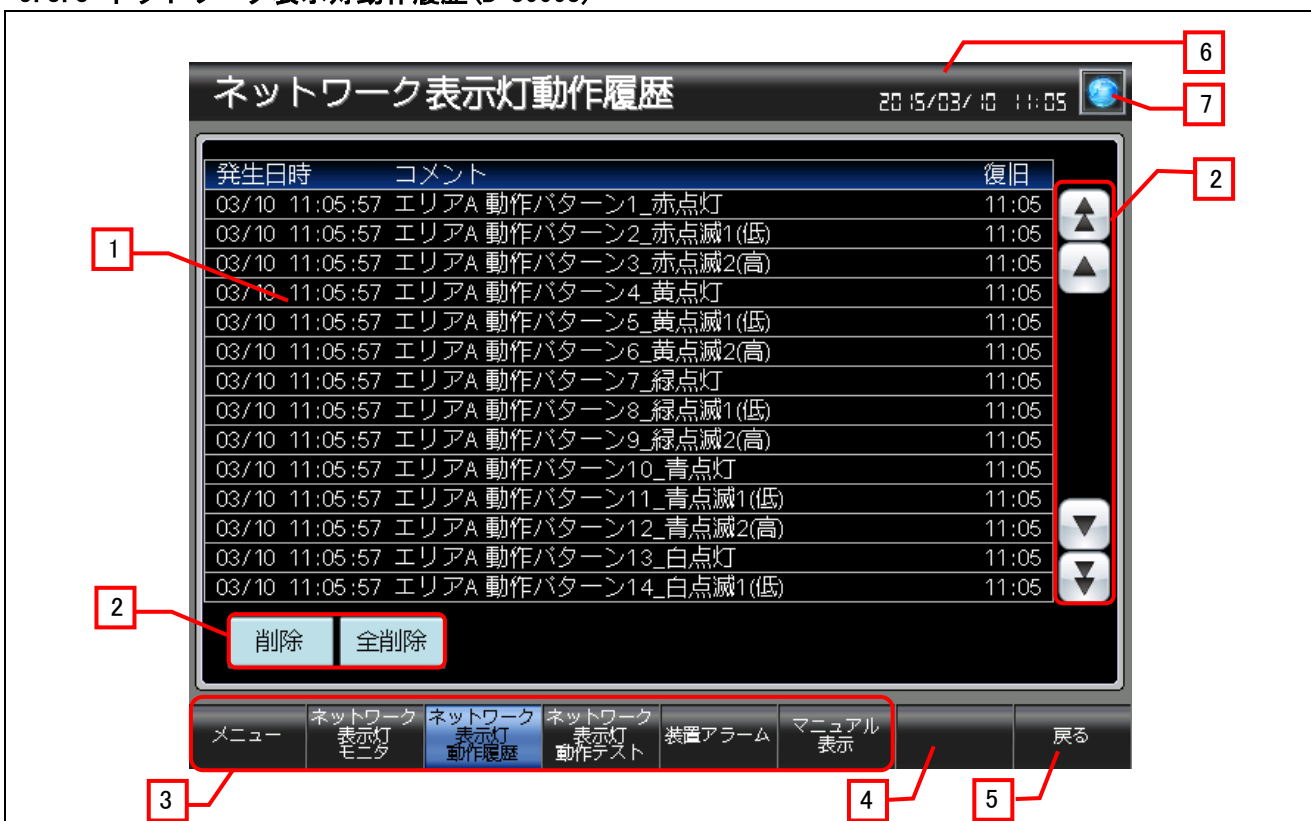 6
ネットワーク表示灯動作履歴
2015/03/10 11:05
7
発生日時 コメント 復旧
2
03/10 11:05:57 エリアA 動作パターン1_赤点灯 11:05
03/10 11:05:57 エリアA 動作パターン2_赤点滅1(低) 11:05
1
03/10 11:05:57 エリアA 動作パターン3_赤点滅2(高) 11:05
03/10 11:05:57 エリアA 動作パターン4_黄点灯 11:05
03/10 11:05:57 エリアA 動作パターン5_黄点滅1(低) 11:05
03/10 11:05:57 エリアA 動作パターン6_黄点滅2(高) 11:05
03/10 11:05:57 エリアA 動作パターン7_緑点灯 11:05
03/10 11:05:57 エリアA 動作パターン8_緑点滅1(低) 11:05
03/10 11:05:57 エリアA 動作パターン9_緑点滅2(高) 11:05
03/10 11:05:57 エリアA 動作パターン10_青点灯 11:05
03/10 11:05:57 エリアA 動作パターン11_青点滅1(低) 11:05
03/10 11:05:57 エリアA 動作パターン12_青点滅2(高) 11:05
03/10 11:05:57 エリアA 動作パターン13_白点灯 11:05
03/10 11:05:57 エリアA 動作パターン14_白点滅1(低) 11:05
2
削除 全削除
メニュー
ネットワーク
表示灯
モニタ
ネットワーク
表示灯
動作履歴
ネットワーク
表示灯
動作テスト
装置アラーム
マニュアル
表示
戻る
3
4
5